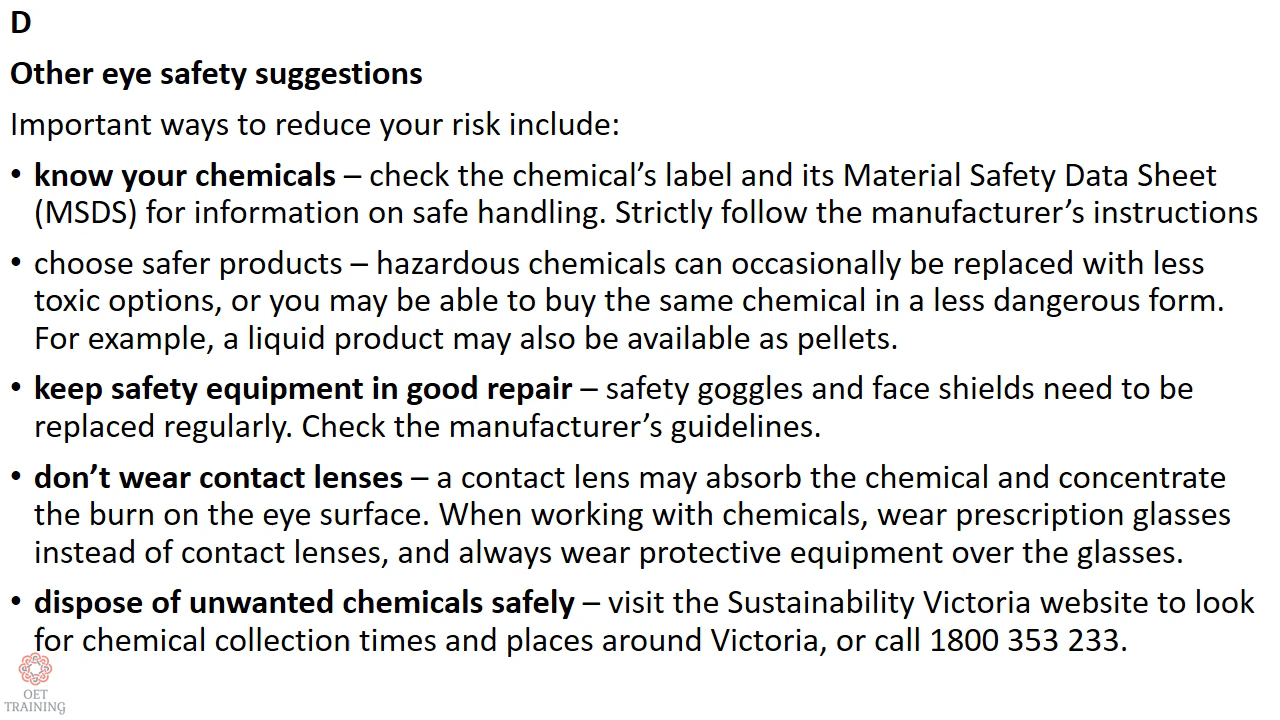 D
Other eye safety suggestions
Important ways to reduce your risk include:
• know your chemicals – check the chemical’s label and its Material Safety Data Sheet
(MSDS) for information on safe handling. Strictly follow the manufacturer’s instructions
• choose safer products – hazardous chemicals can occasionally be replaced with less
toxic options, or you may be able to buy the same chemical in a less dangerous form.
For example, a liquid product may also be available as pellets.
• keep safety equipment in good repair – safety goggles and face shields need to be
replaced regularly. Check the manufacturer’s guidelines.
• don’t wear contact lenses – a contact lens may absorb the chemical and concentrate
the burn on the eye surface. When working with chemicals, wear prescription glasses
instead of contact lenses, and always wear protective equipment over the glasses.
• dispose of unwanted chemicals safely – visit the Sustainability Victoria website to look
for chemical collection times and places around Victoria, or call 1800 353 233.
OET
TRAINING